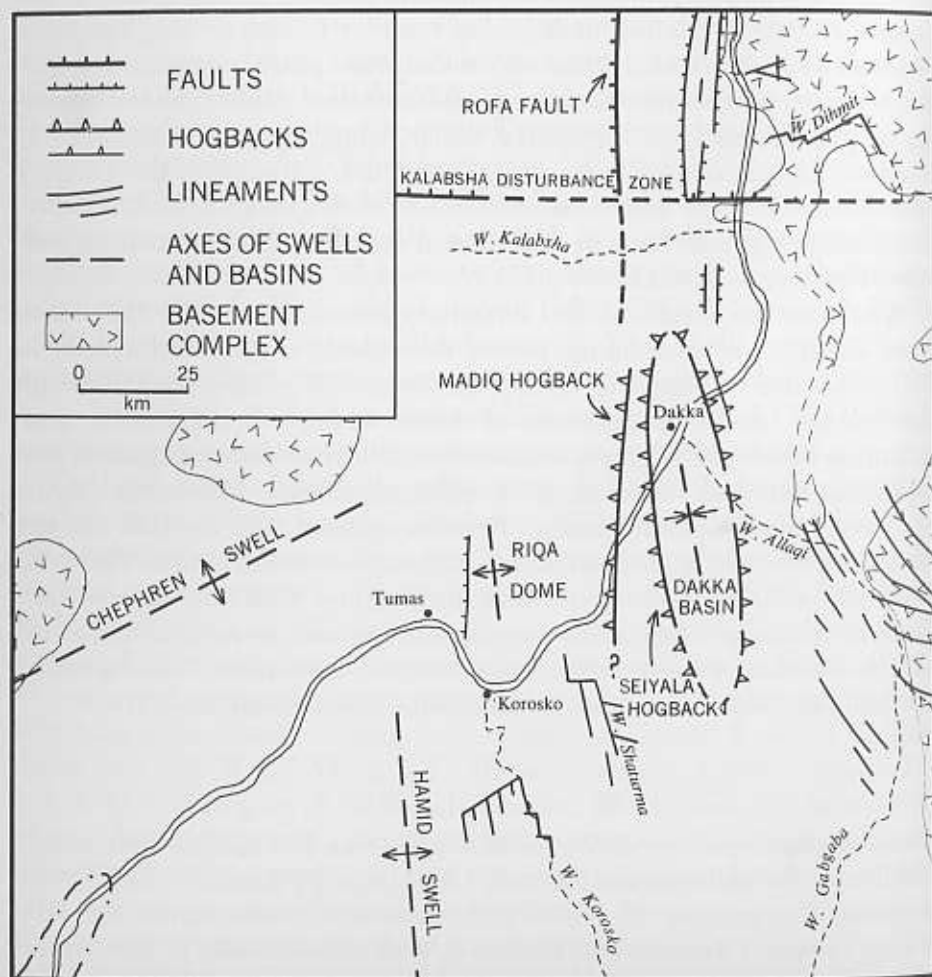 FAULTS
HOGBACKS
LINEAMENTS
AXES OF SWELLS
AND BASINS
BASEMENT
COMPLEX
0 25
km
ROFA FAULT
W. Dihmit
KALABSHA DISTURBANCE ZONE
W. Kalabsha
MADIQ HOGBACK
Dakka
W. Allaqi
CHEPHREN SWELL
RIQA
DOME
DAKKA
BASIN
Tumas
?
SEIYALA
HOGBACK
?
Korosko
W. Shaturma
HAMID
SWELL
W. Korosko
W. Gabgaba